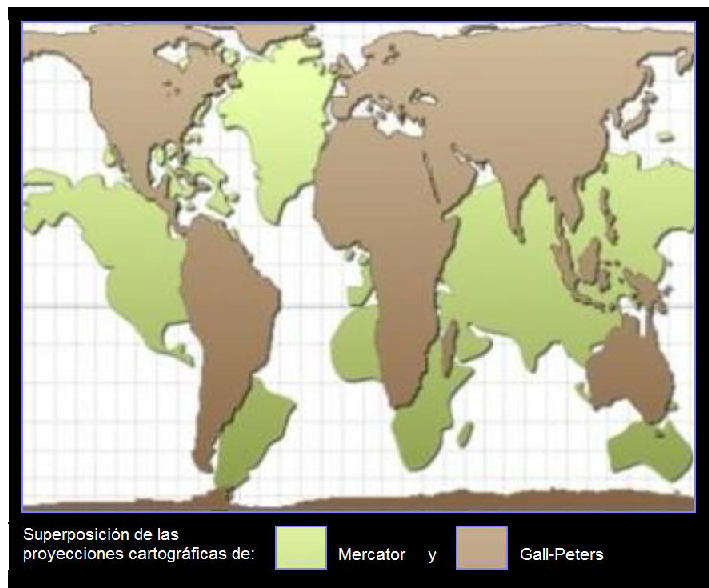 Superposición de las
proyecciones cartográficas de:
Mercator y Gall-Peters